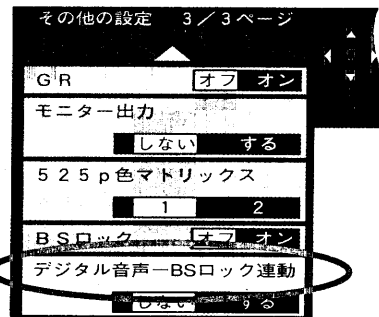 その他の設定 3／3ページ
GR オフ オン
モニター出力
しない する
525p色マトリックス
1 2
BSロック オフ オン
デジタル音声ーBSロック連動
しない する